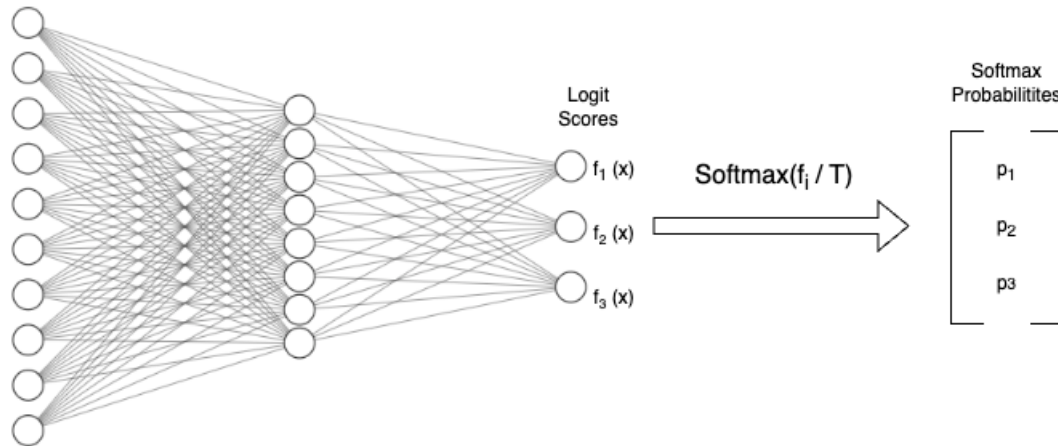 Logit
Scores
f₁ (x)
f₂ (x)
f₃ (x)
Softmax(fᵢ / T)
Softmax
Probabilitites
p₁
p₂
p₃